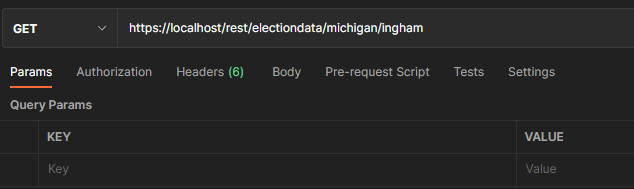 GET https://localhost/rest/electiondata/michigan/ingham
Params Authorization Headers (6) Body Pre-request Script Tests Settings
Query Params
KEY VALUE
Key Value